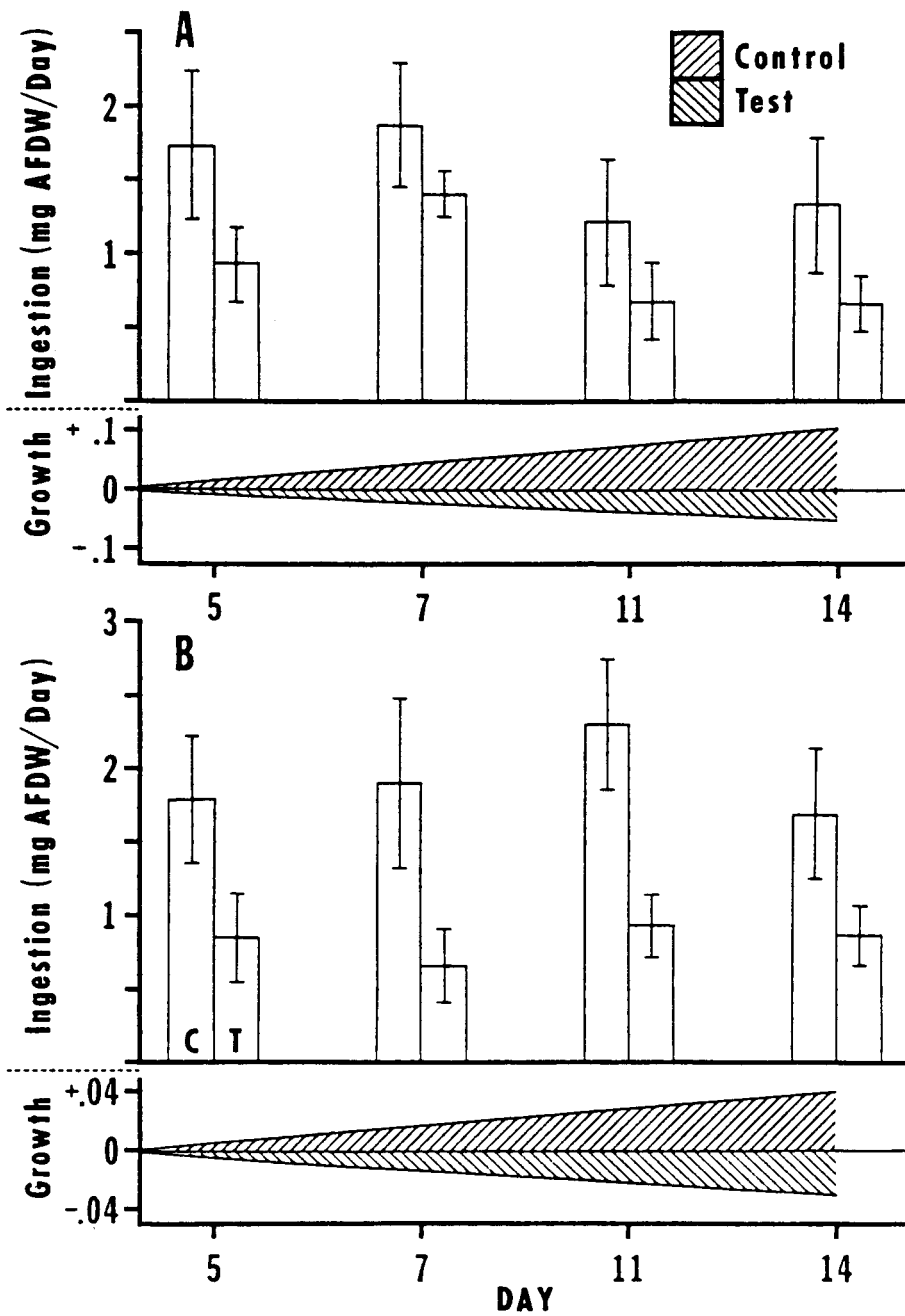 A
Control
Test
Ingestion (mg AFDW/Day)
2
1
Growth
+ .1
0
- .1
5 7 11 14
B
Ingestion (mg AFDW/Day)
3
2
1
C T
Growth
+.04
0
-.04
5 7 11 14
DAY